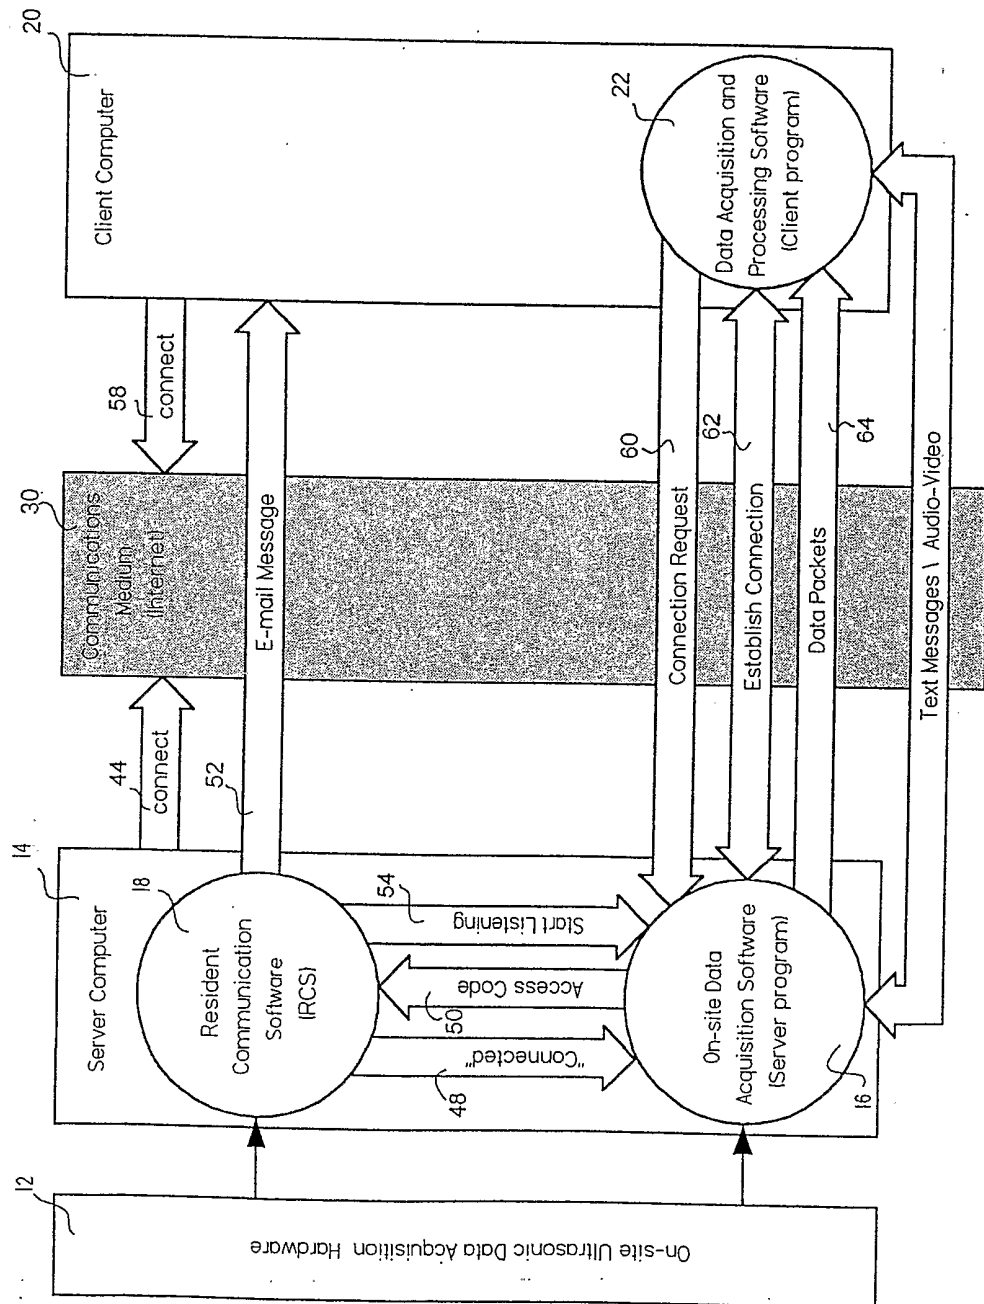 20
Client Computer
22
Data Acquisition and
Processing Software
(Client program)
58
connect
30
Communications
Medium
(Internet)
E-mail Message
60
Connection Request
62
Establish Connection
64
Data Packets
Text Messages \ Audio-Video
44
connect
52
14
Server Computer
18
Resident
Communication
Software
(RCS)
54
Start Listening
Access Code
50
"Connected"
48
On-site Data
Acquisition Software
(Server program)
16
12
On-site Ultrasonic Data Acquisition Hardware